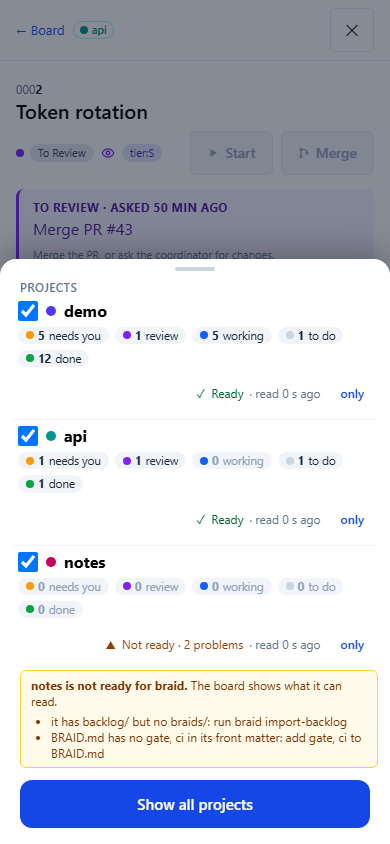 ← Board api
0002
Token rotation
To Review tier:S Start Merge
TO REVIEW · ASKED 50 MIN AGO
Merge PR #43
Merge the PR, or ask the coordinator for changes.
PROJECTS
demo
5 needs you 1 review 5 working 1 to do
12 done
✓ Ready · read 0 s ago only
api
1 needs you 1 review 0 working 1 to do
1 done
✓ Ready · read 0 s ago only
notes
0 needs you 0 review 0 working 0 to do
0 done
▲ Not ready · 2 problems · read 0 s ago only
notes is not ready for braid. The board shows what it can
read.
• it has backlog/ but no braids/: run braid import-backlog
• BRAID.md has no gate, ci in its front matter: add gate, ci to
BRAID.md
Show all projects